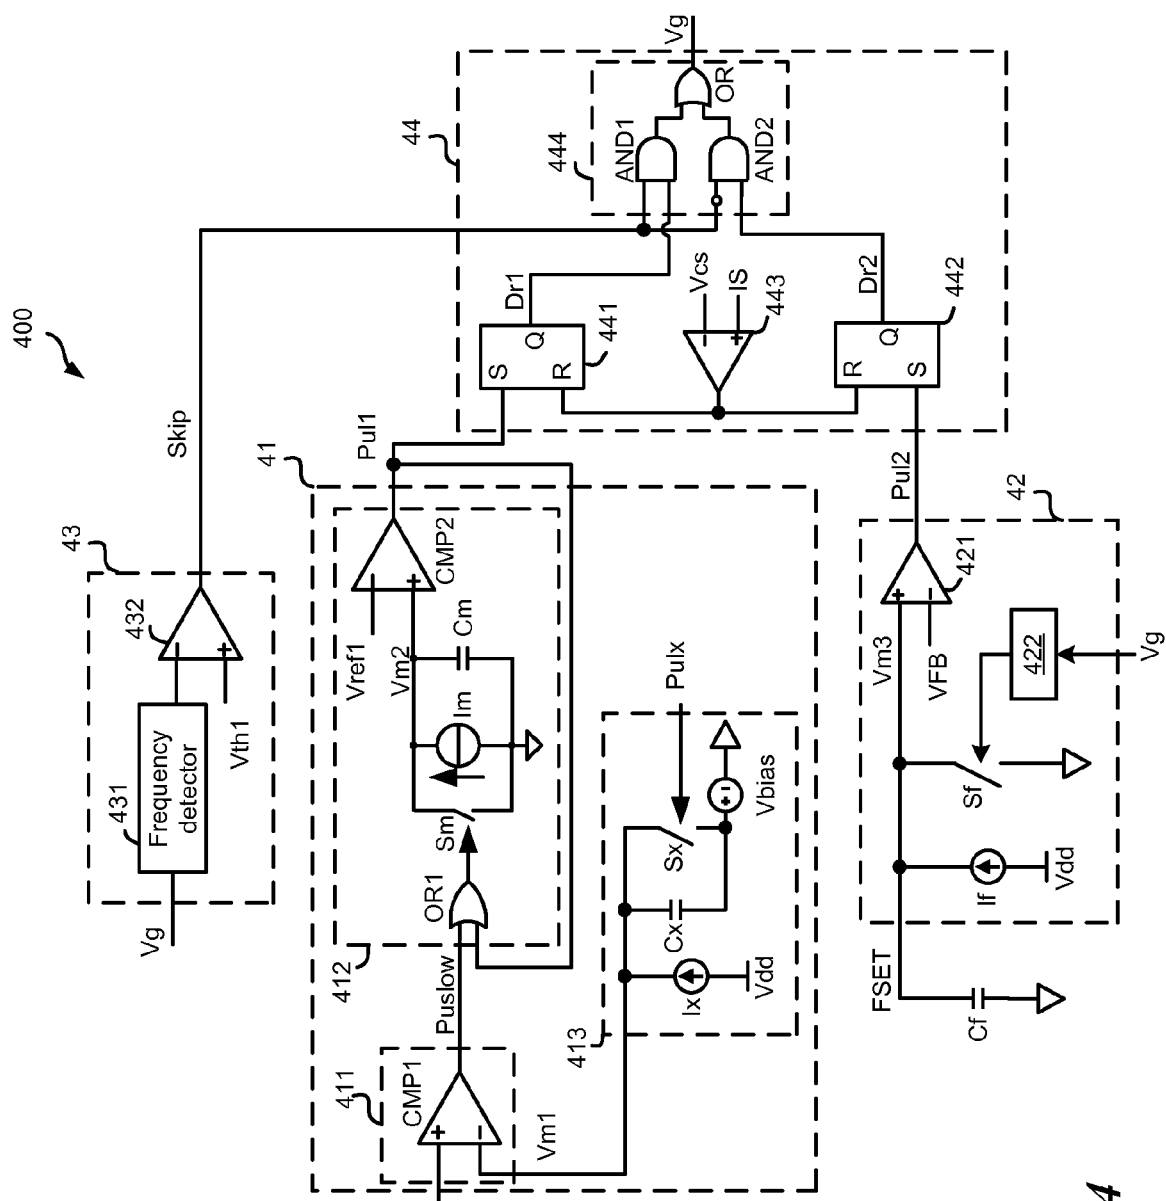 400
Vg
Frequency
detector
431
Vth1
432
43
Skip
Puslow
412
OR1
Sm
Im
Vref1
Vm2
Cm
CMP2
41
Pul1
411
CMP1
Vm1
413
Ix
Vdd
Cx
Sx
Pulx
Vbias
S
R
Q
441
Dr1
Vcs
IS
443
R
S
Q
442
Dr2
44
444
AND1
AND2
OR
Vg
FSET
Cf
If
Vdd
Sf
422
Vg
Vm3
VFB
421
42
Pul2
4